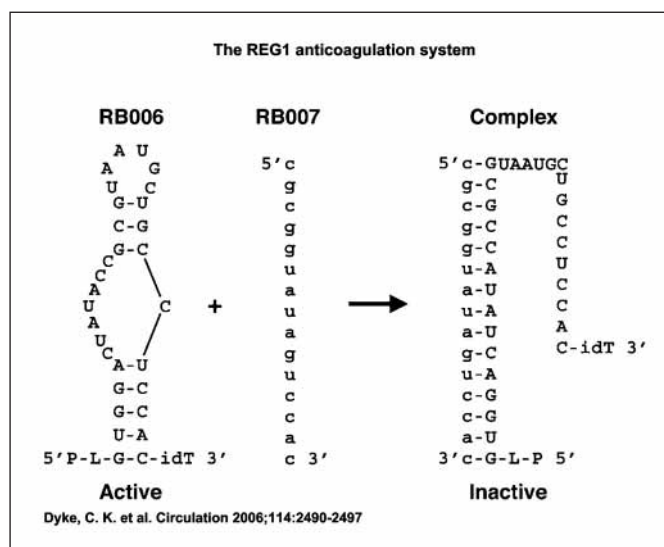 The REG1 anticoagulation system
RB006
A U
A G
U C
G-U
C-G
G-C
C
C
A
U C
A
U
C
A-U
G-C
G-C
U-A
5'P-L-G-C-idT 3'
Active
+
RB007
5'c
g
c
g
g
u
a
u
a
g
u
c
c
a
c 3'
Complex
5'c-GUAAUGC
g-C U
c-G G
g-C C
g-C C
u-A U
a-U C
u-A C
a-U A
g-C C-idT 3'
u-A
c-G
c-G
a-U
3'c-G-L-P 5'
Inactive
Dyke, C. K. et al. Circulation 2006;114:2490-2497